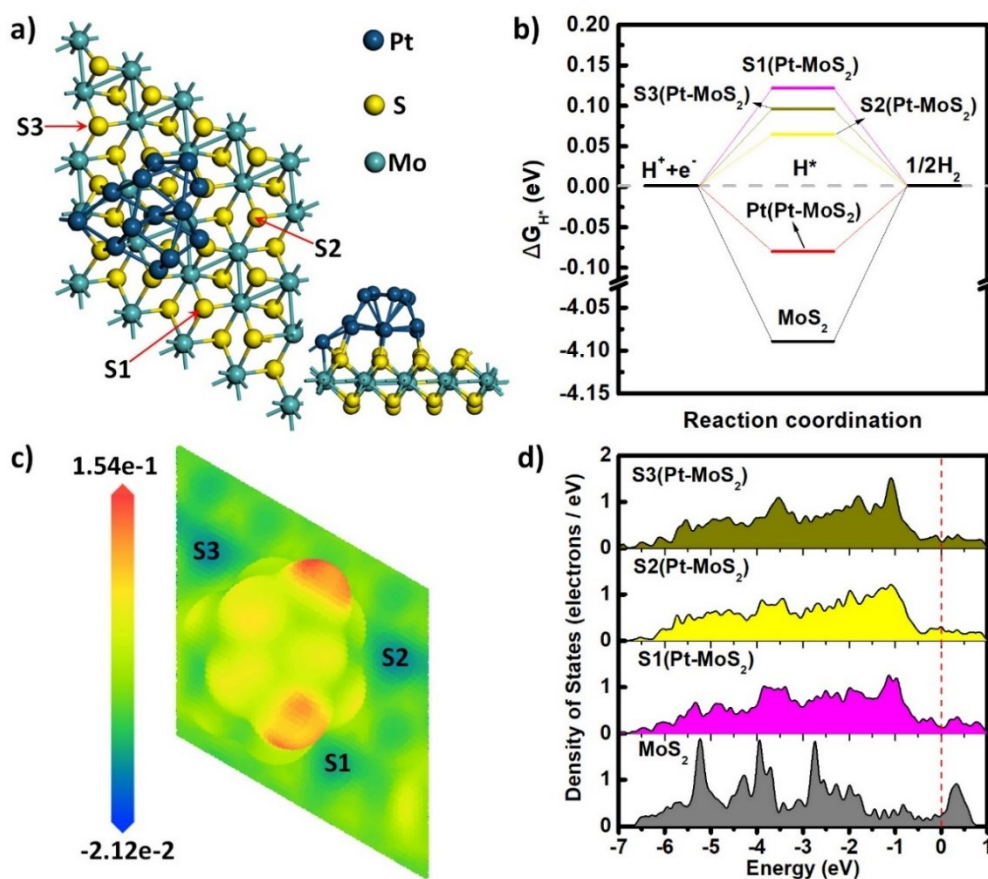 a)
Pt
S
Mo
S3
S2
S1
b)
0.20
0.15
0.10
0.05
0.00
-0.05
-0.10
-4.05
-4.10
-4.15
ΔG_H* (eV)
S1(Pt-MoS₂)
S3(Pt-MoS₂)
S2(Pt-MoS₂)
H⁺+e⁻
H*
1/2H₂
Pt(Pt-MoS₂)
MoS₂
Reaction coordination
c)
1.54e-1
-2.12e-2
S3
S2
S1
d)
Density of States (electrons / eV)
2
S3(Pt-MoS₂)
1
0
S2(Pt-MoS₂)
1
0
S1(Pt-MoS₂)
1
0
MoS₂
1
0
-7 -6 -5 -4 -3 -2 -1 0 1
Energy (eV)